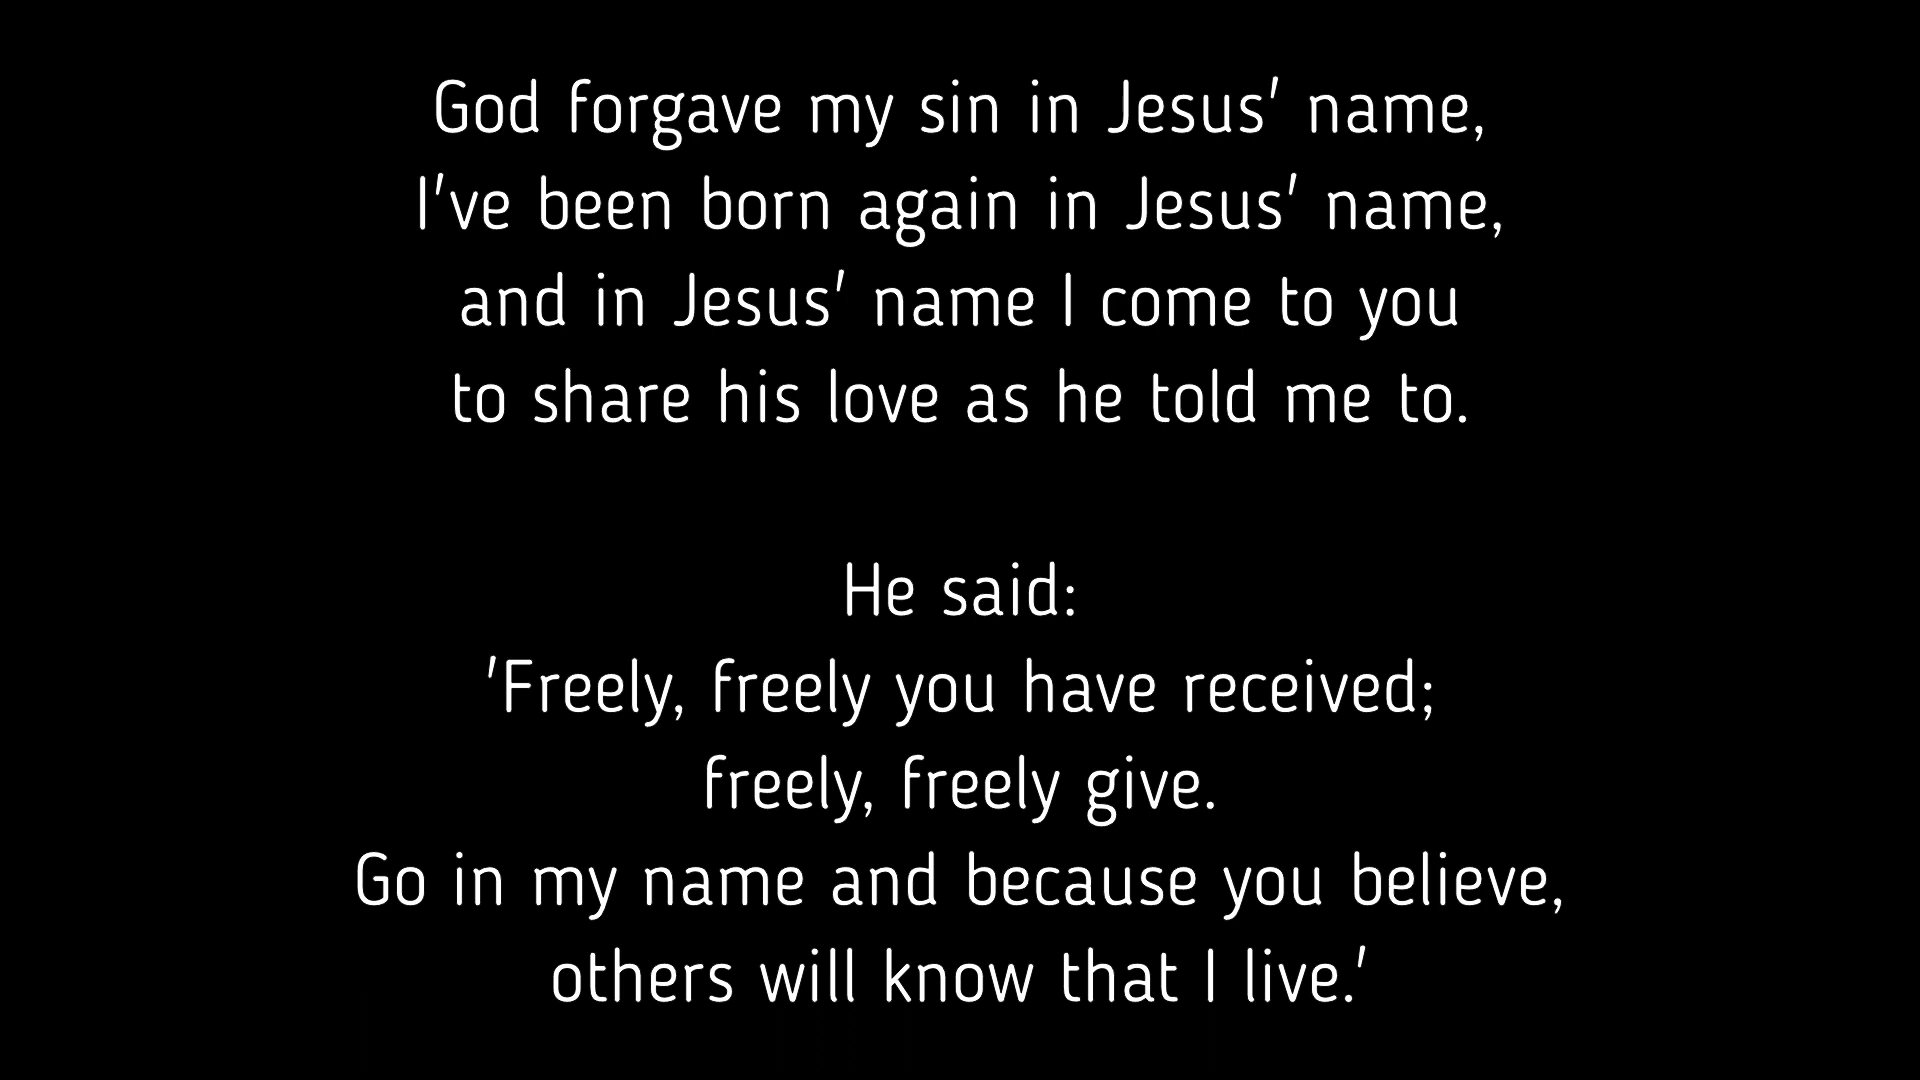 God forgave my sin in Jesus' name,
I've been born again in Jesus' name,
and in Jesus' name I come to you
to share his love as he told me to.
He said:
'Freely, freely you have received;
freely, freely give.
Go in my name and because you believe,
others will know that I live.'